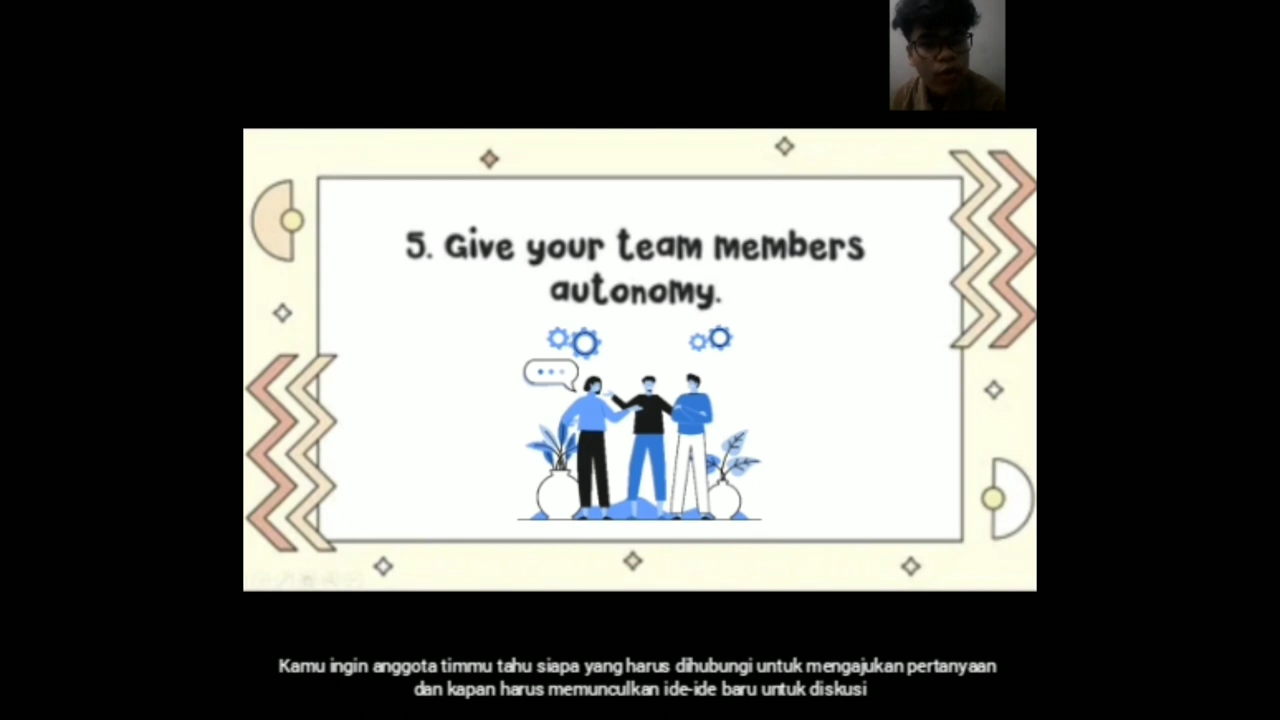 5. Give your team members
autonomy.
Kamu ingin anggota timmu tahu siapa yang harus dihubungi untuk mengajukan pertanyaan
dan kapan harus memunculkan ide-ide baru untuk diskusi